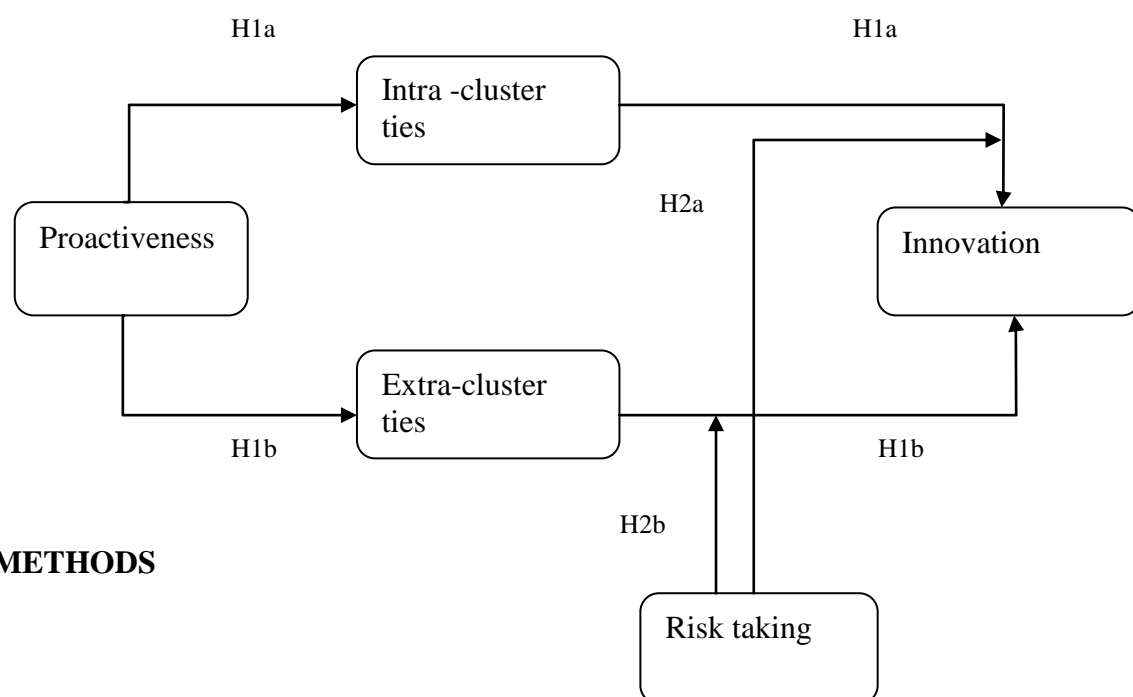 H1a
H1a
Intra -cluster
ties
H2a
Proactiveness
Innovation
Extra-cluster
ties
H1b
H1b
H2b
METHODS
Risk taking